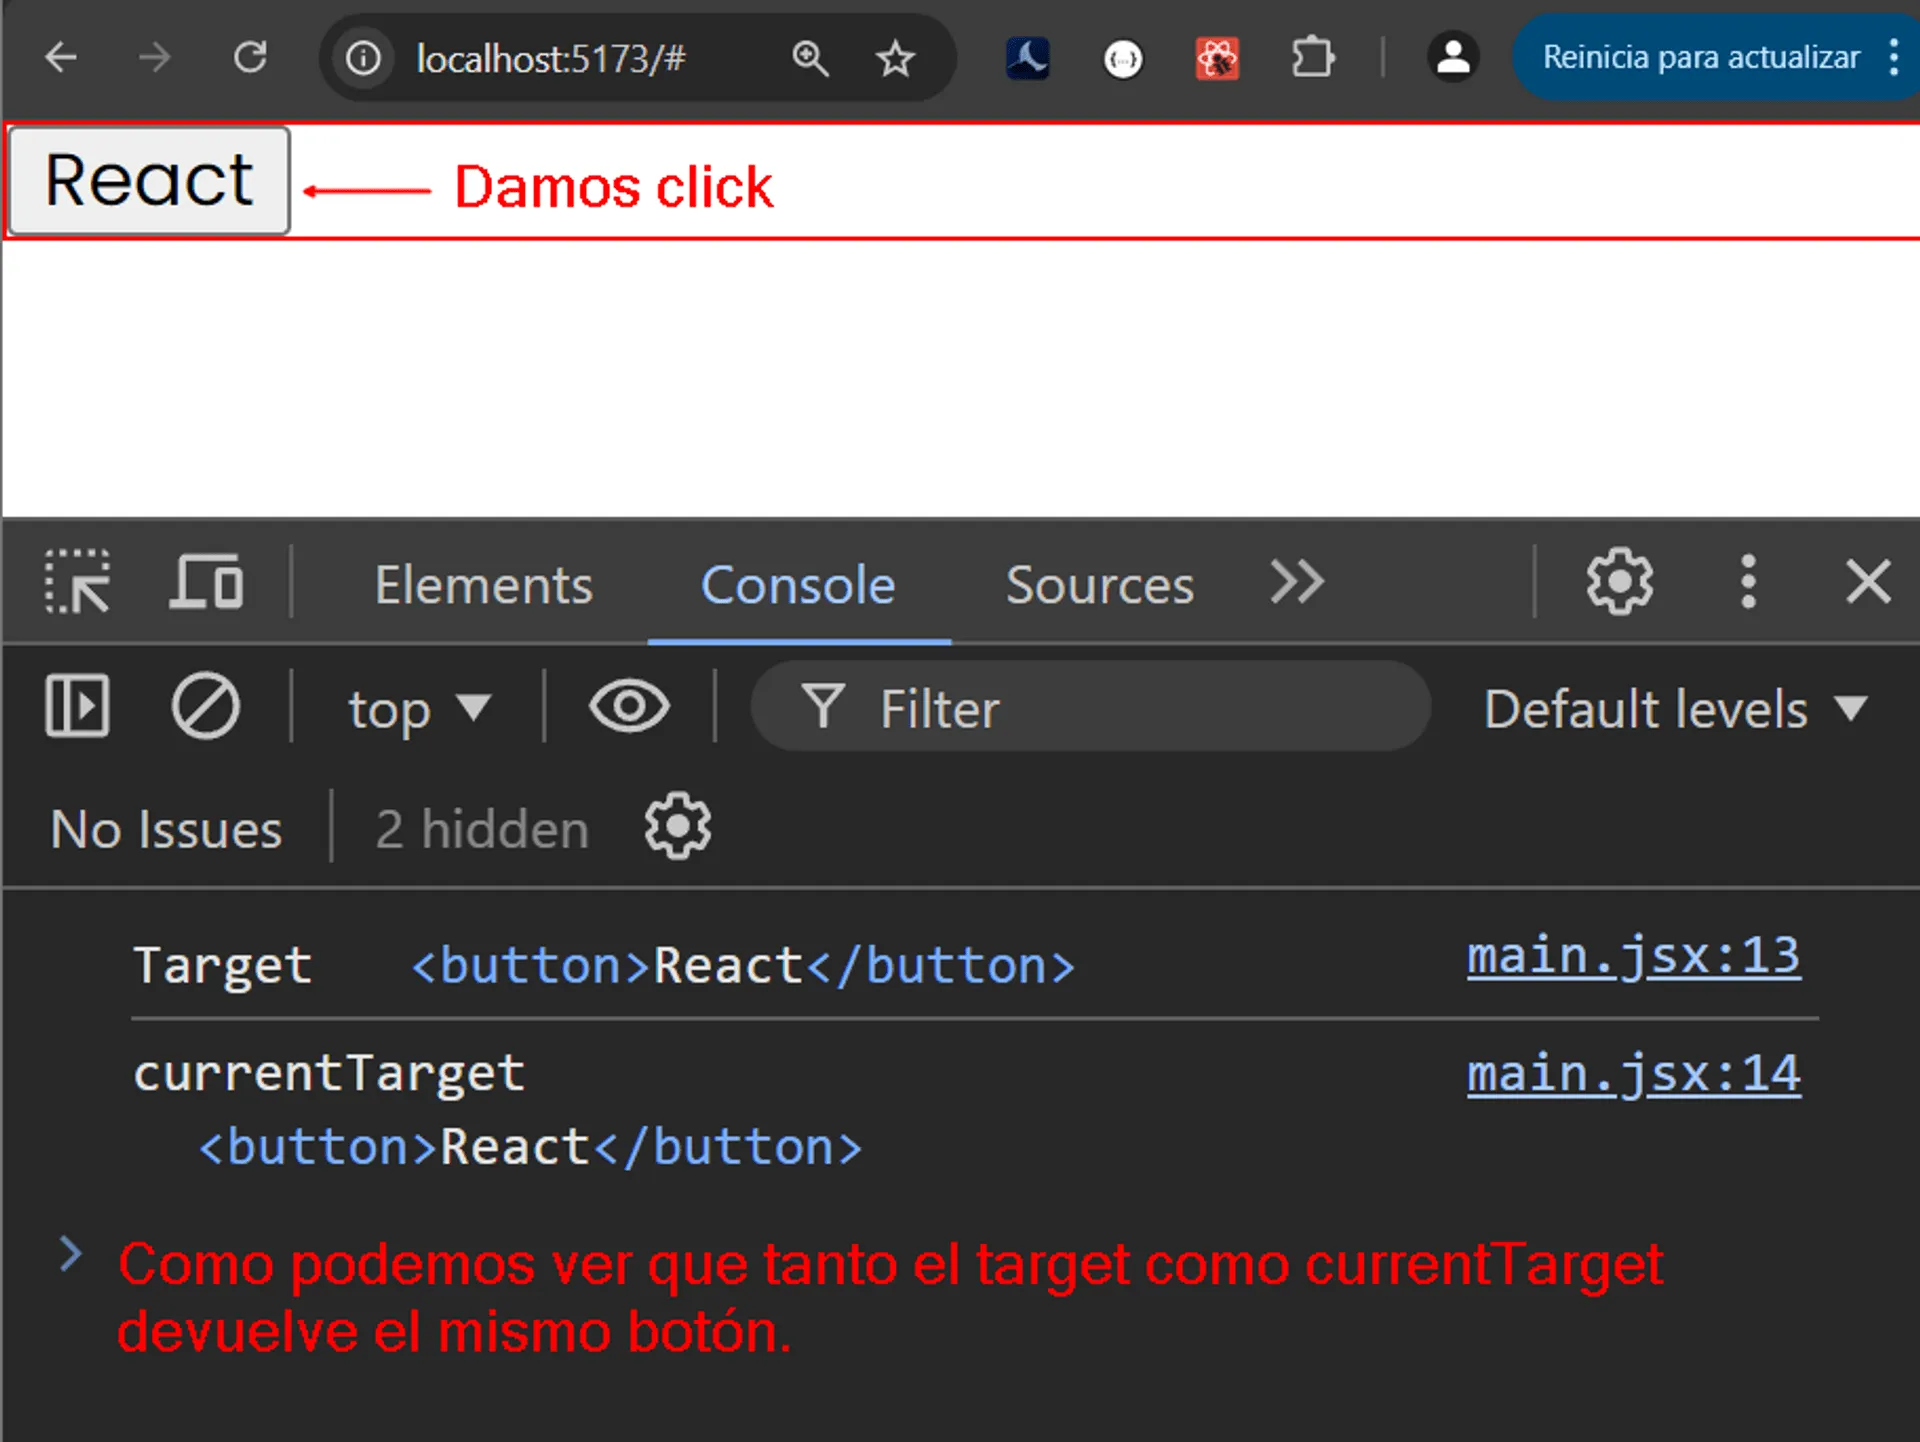 localhost:5173/#
Reinicia para actualizar
React
Damos click
Elements Console Sources
top Filter Default levels
No Issues 2 hidden
Target <button>React</button> main.jsx:13
currentTarget main.jsx:14
<button>React</button>
Como podemos ver que tanto el target como currentTarget
devuelve el mismo botón.